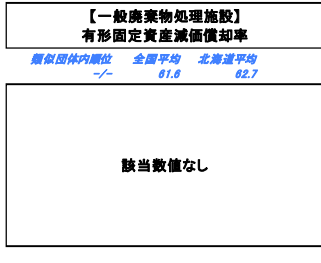 【一般廃棄物処理施設】
有形固定資産減価償却率
類似団体内順位 全国平均 北海道平均
-/- 61.6 62.7
該当数値なし